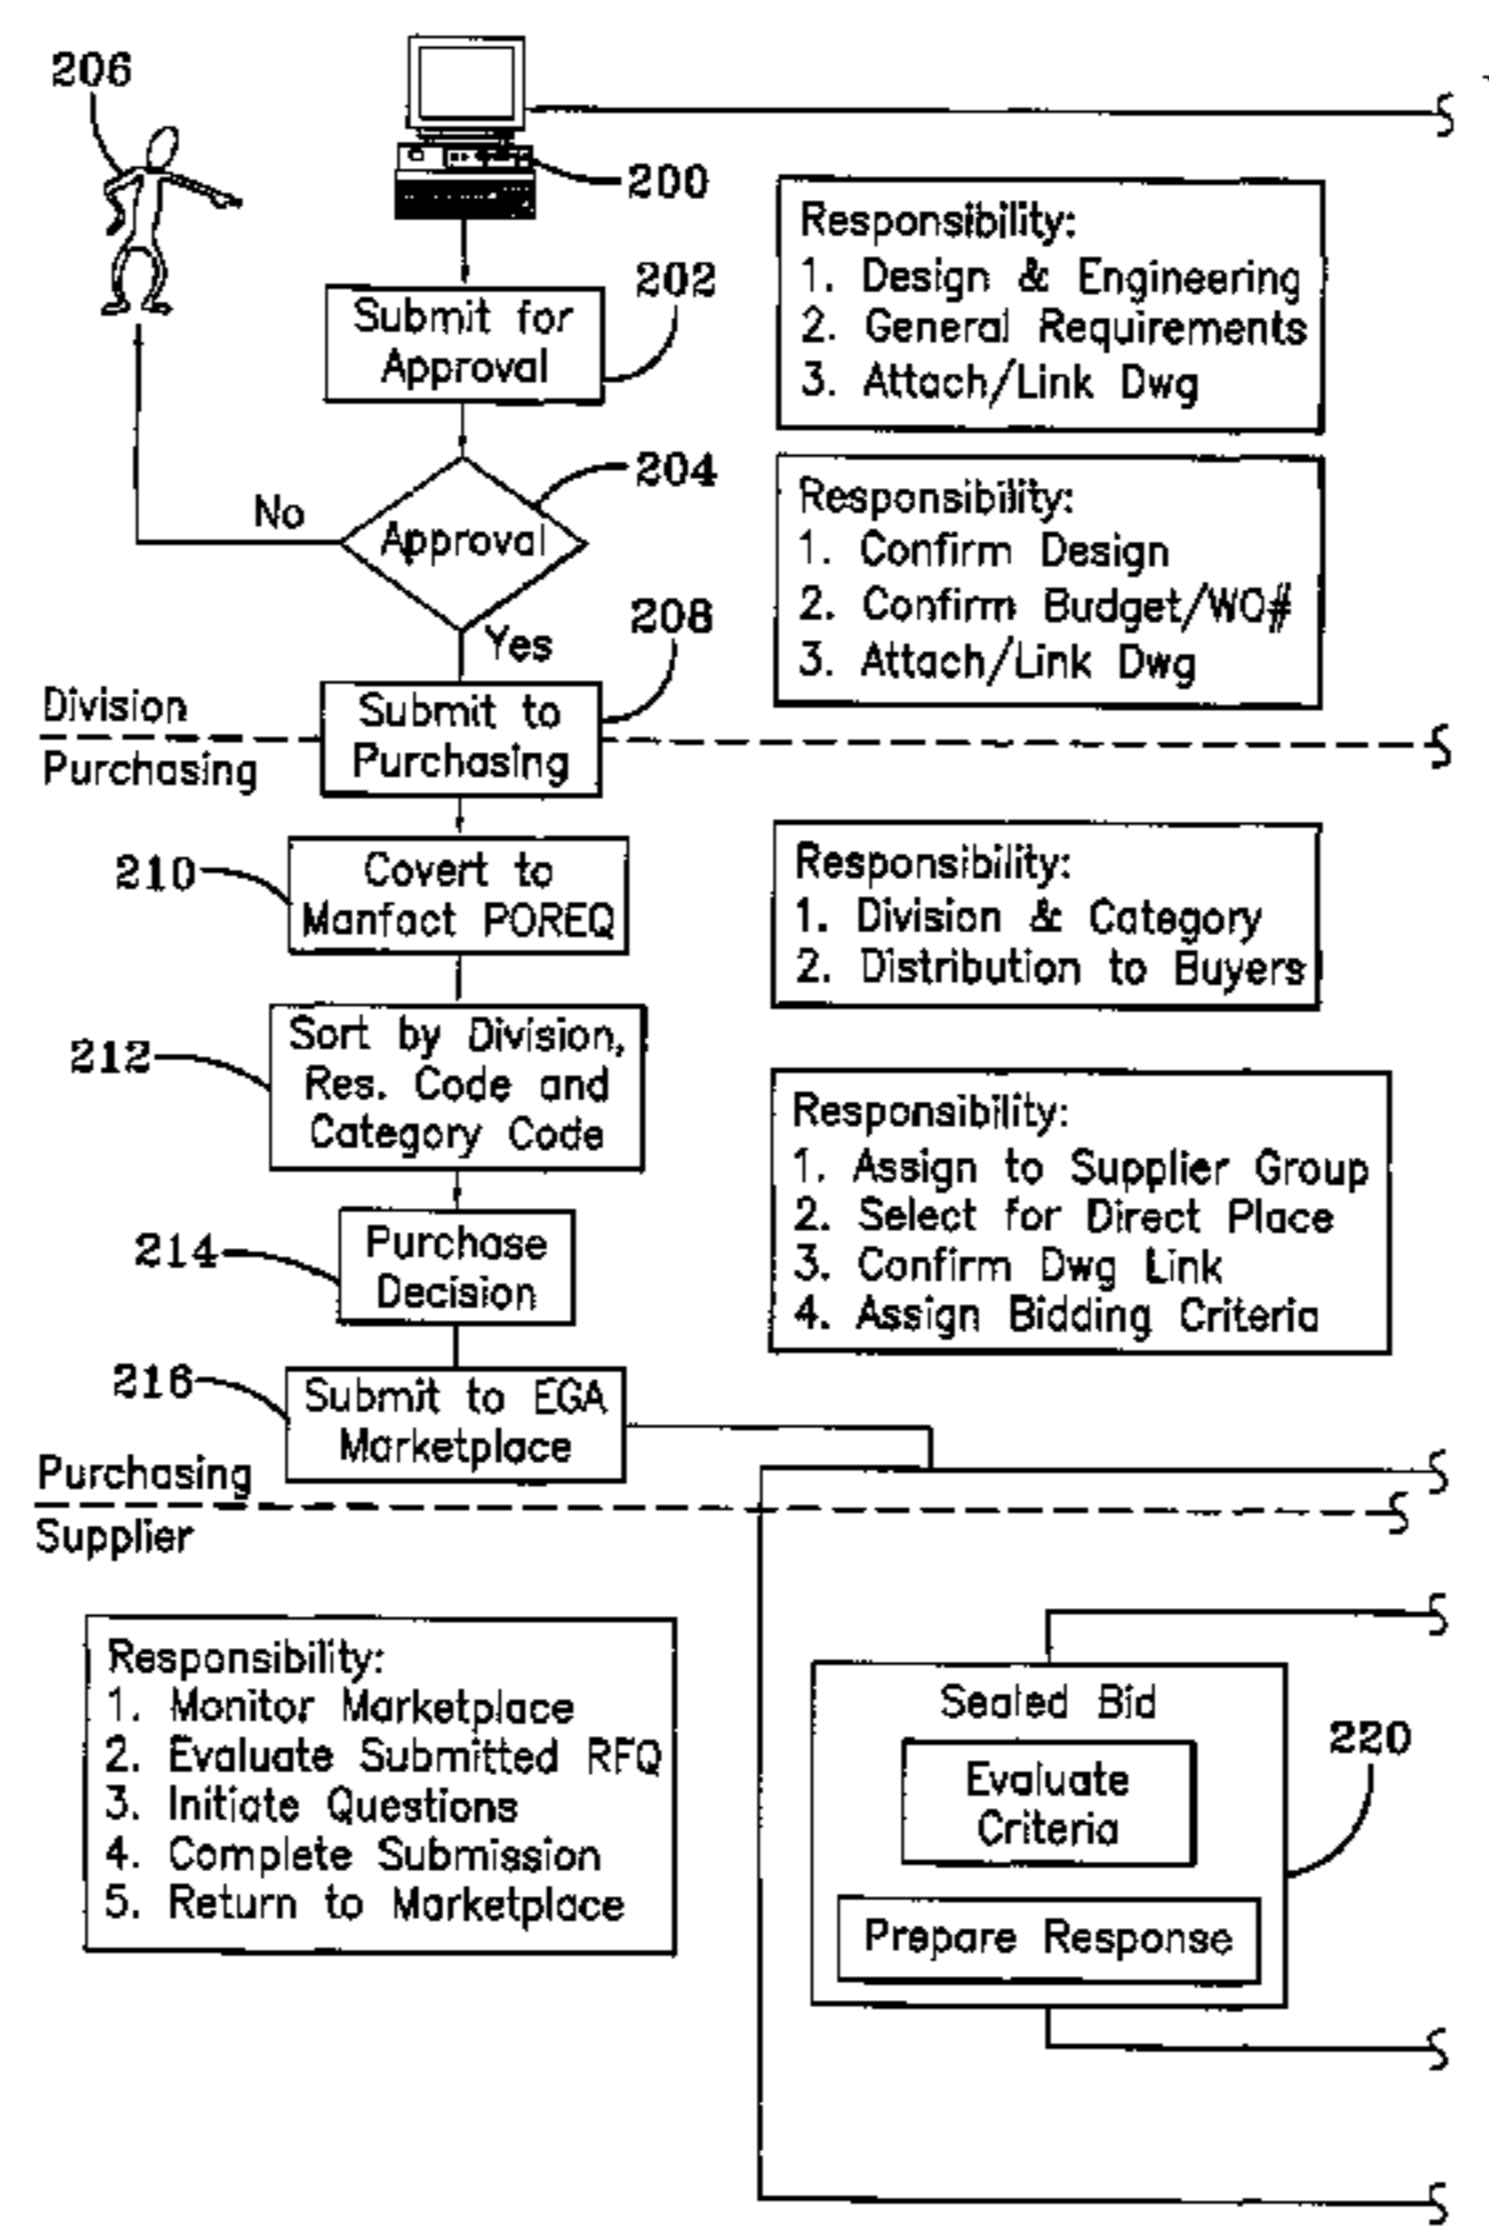 206
200
202
Submit for
Approval
204
Approval
No
Yes
208
Submit to
Purchasing
Division
Purchasing
Responsibility:
1. Design & Engineering
2. General Requirements
3. Attach/Link Dwg
Responsibility:
1. Confirm Design
2. Confirm Budget/WO#
3. Attach/Link Dwg
210
Covert to
Manfact POREQ
212
Sort by Division,
Res. Code and
Category Code
214
Purchase
Decision
216
Submit to EGA
Marketplace
Responsibility:
1. Division & Category
2. Distribution to Buyers
Responsibility:
1. Assign to Supplier Group
2. Select for Direct Place
3. Confirm Dwg Link
4. Assign Bidding Criteria
Purchasing
Supplier
Responsibility:
1. Monitor Marketplace
2. Evaluate Submitted RFQ
3. Initiate Questions
4. Complete Submission
5. Return to Marketplace
Sealed Bid
Evaluate
Criteria
Prepare Response
220